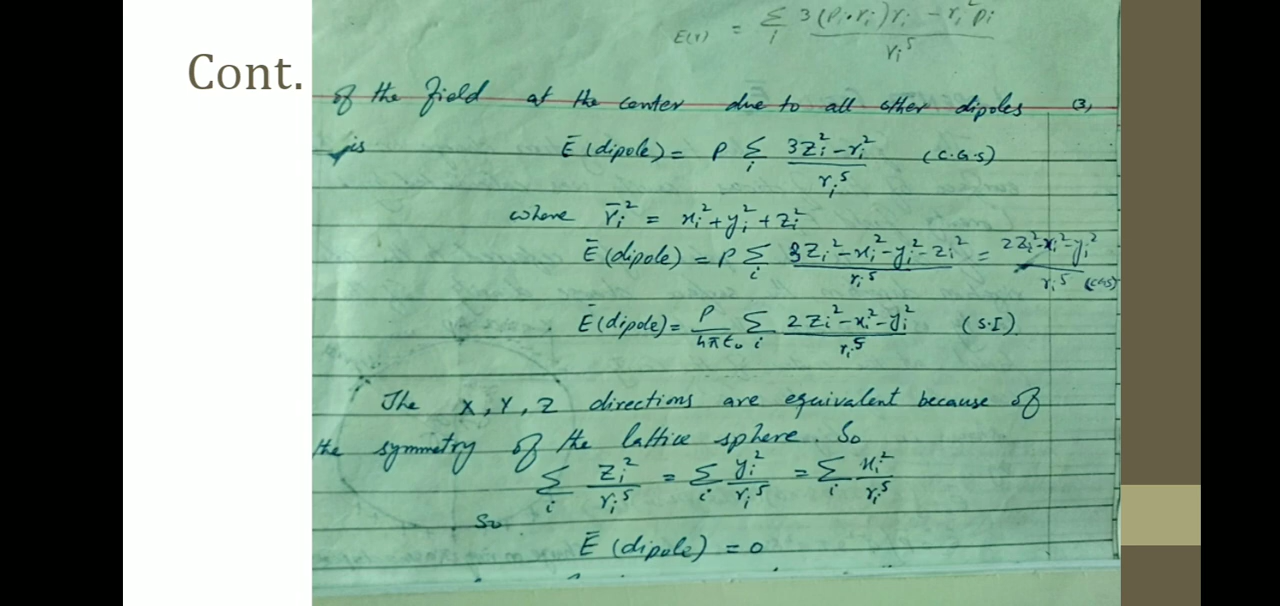 Cont.
E(r) = Σ_i (3(P_i·r_i)r_i − r_i² p_i) / r_i⁵
of the field at the center due to all other dipoles (3)
is Ē (dipole) = P Σ_i (3Z_i² − r_i²) / r_i⁵ (C.G.S)
where r̄_i² = x_i² + y_i² + z_i²
Ē (dipole) = P Σ_i (3Z_i² − x_i² − y_i² − z_i²) / r_i⁵ = (2Z_i² − x_i² − y_i²) / r_i⁵ (CGS)
Ē (dipole) = P / 4πε₀ Σ_i (2Z_i² − x_i² − y_i²) / r_i⁵ (S.I)
The X, Y, Z directions are equivalent because of
the symmetry of the lattice sphere. So
Σ_i Z_i² / r_i⁵ = Σ_i y_i² / r_i⁵ = Σ_i x_i² / r_i⁵
So
Ē (dipole) = 0